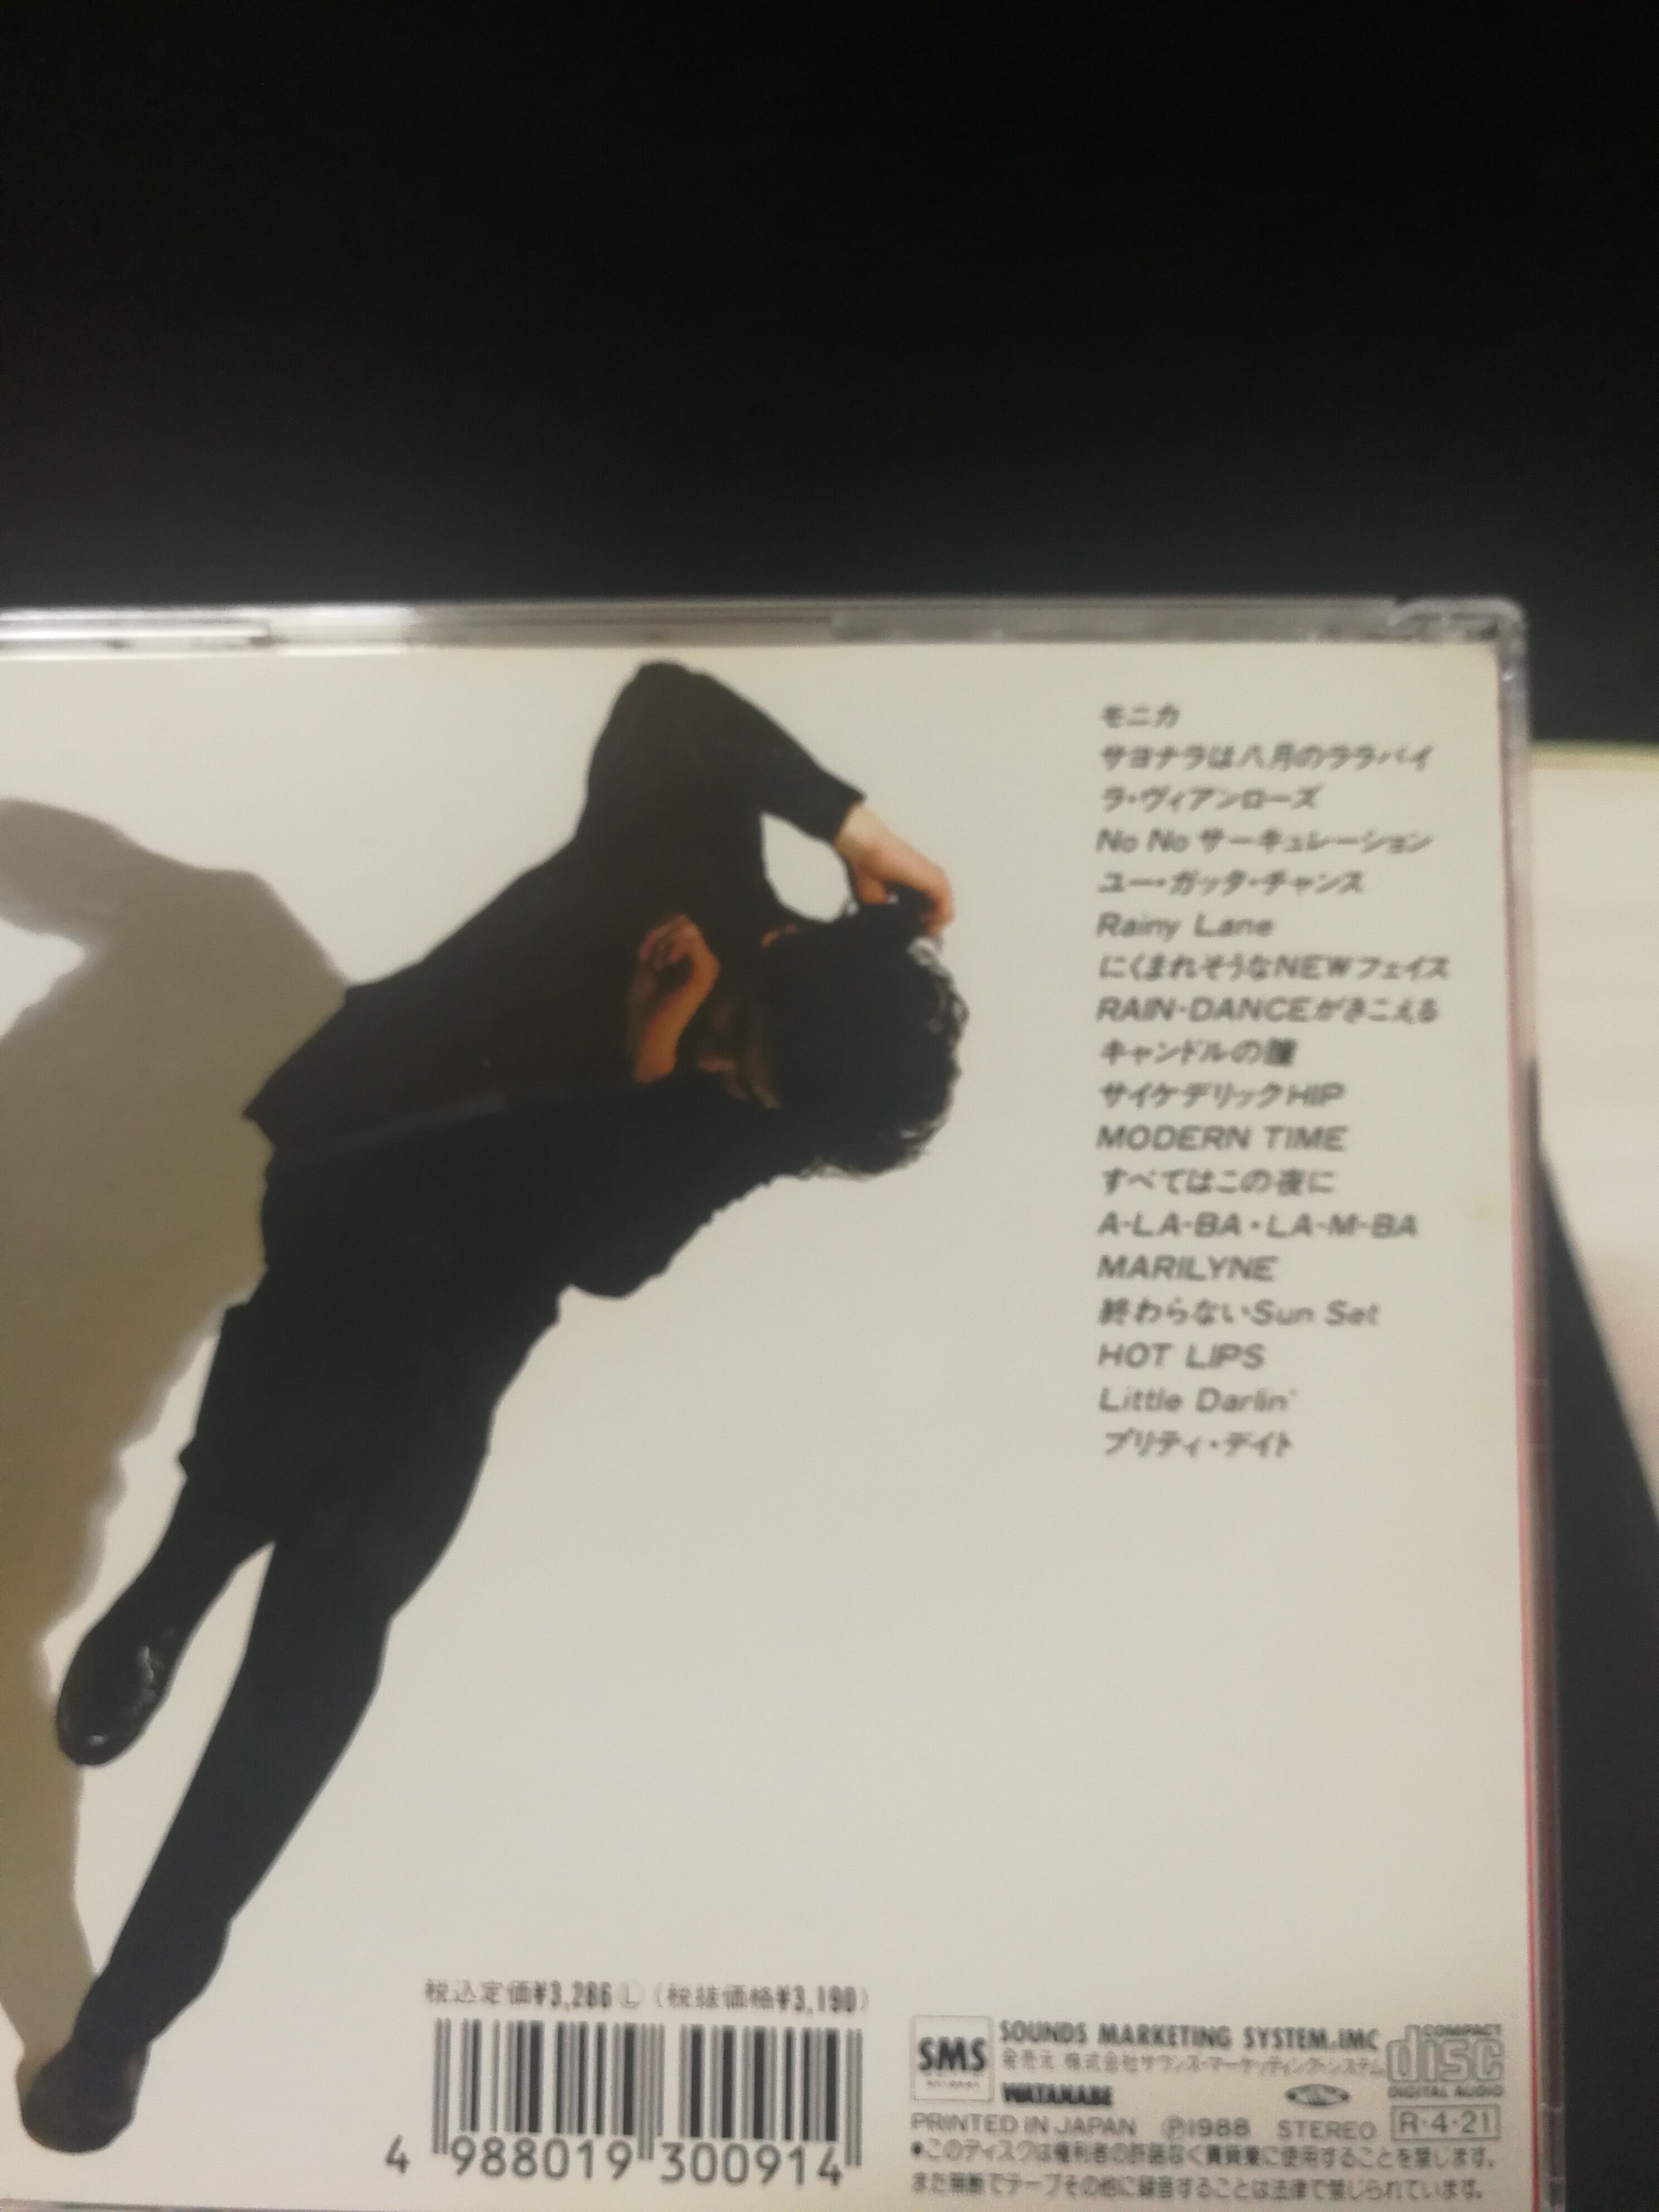 モニカ
サヨナラは八月のララバイ
ラ・ヴィアンローズ
No No サーキュレーション
ユー・ガッタ・チャンス
Rainy Lane
にくまれそうなNEWフェイス
RAIN-DANCEがきこえる
キャンドルの瞳
サイケデリックHIP
MODERN TIME
すべてはこの夜に
A-LA-BA・LA-M-BA
MARILYNE
終わらないSun Set
HOT LIPS
Little Darlin'
プリティ・デイト
税込定価¥3,286 Ⓛ (税抜価格¥3,190)
4 988019 300914
SMS
SOUNDS MARKETING SYSTEM, INC
発売元 株式会社サウンズ・マーケッティング・システム
WATANABE
COMPACT
disc
DIGITAL AUDIO
PRINTED IN JAPAN Ⓟ1988 STEREO R・4・21
●このディスクは権利者の許諾なく賃貸業に使用することを禁じます。
また無断でテープその他に録音することは法律で禁じられています。